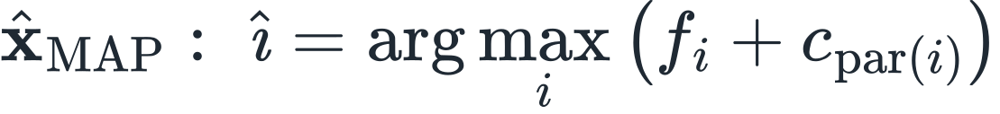 x̂_MAP : î = arg max_i (f_i + c_par(i))